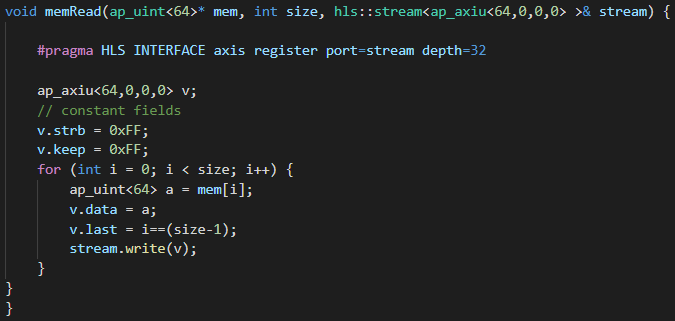 void memRead(ap_uint<64>* mem, int size, hls::stream<ap_axiu<64,0,0,0> >& stream) {
#pragma HLS INTERFACE axis register port=stream depth=32
ap_axiu<64,0,0,0> v;
// constant fields
v.strb = 0xFF;
v.keep = 0xFF;
for (int i = 0; i < size; i++) {
ap_uint<64> a = mem[i];
v.data = a;
v.last = i==(size-1);
stream.write(v);
}
}
}